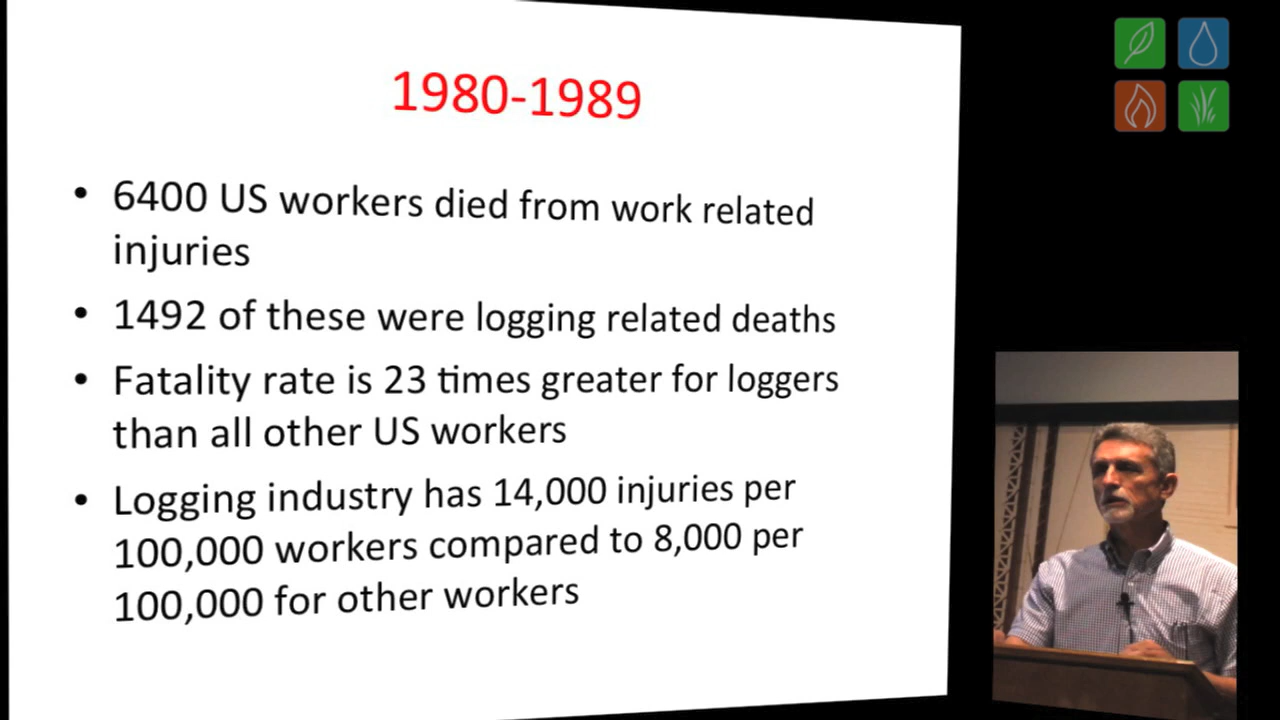 1980-1989
• 6400 US workers died from work related
injuries
• 1492 of these were logging related deaths
• Fatality rate is 23 times greater for loggers
than all other US workers
• Logging industry has 14,000 injuries per
100,000 workers compared to 8,000 per
100,000 for other workers